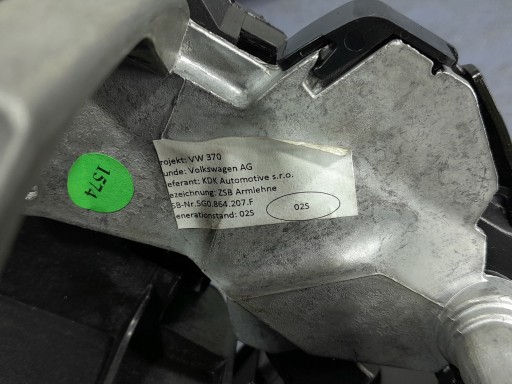 rojekt: VW 370
unde: Volkswagen AG
eferant: KDK Automotive s.r.o.
ezeichnung: ZSB Armlehne
SB-Nr.5G0.864.207.F
enerationstand: 02S
02S
1574